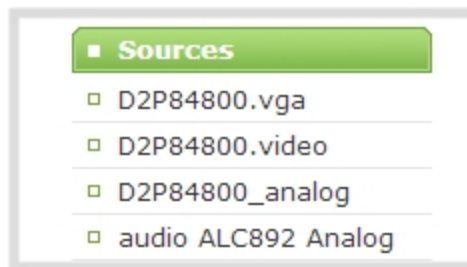 Sources
D2P84800.vga
D2P84800.video
D2P84800_analog
audio ALC892 Analog